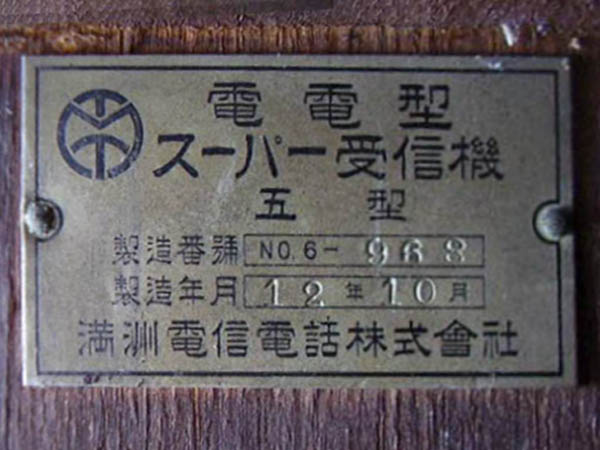 電電型
スーパー受信機
五型
製造番號 NO.6- 968
製造年月 12年10月
満洲電信電話株式會社